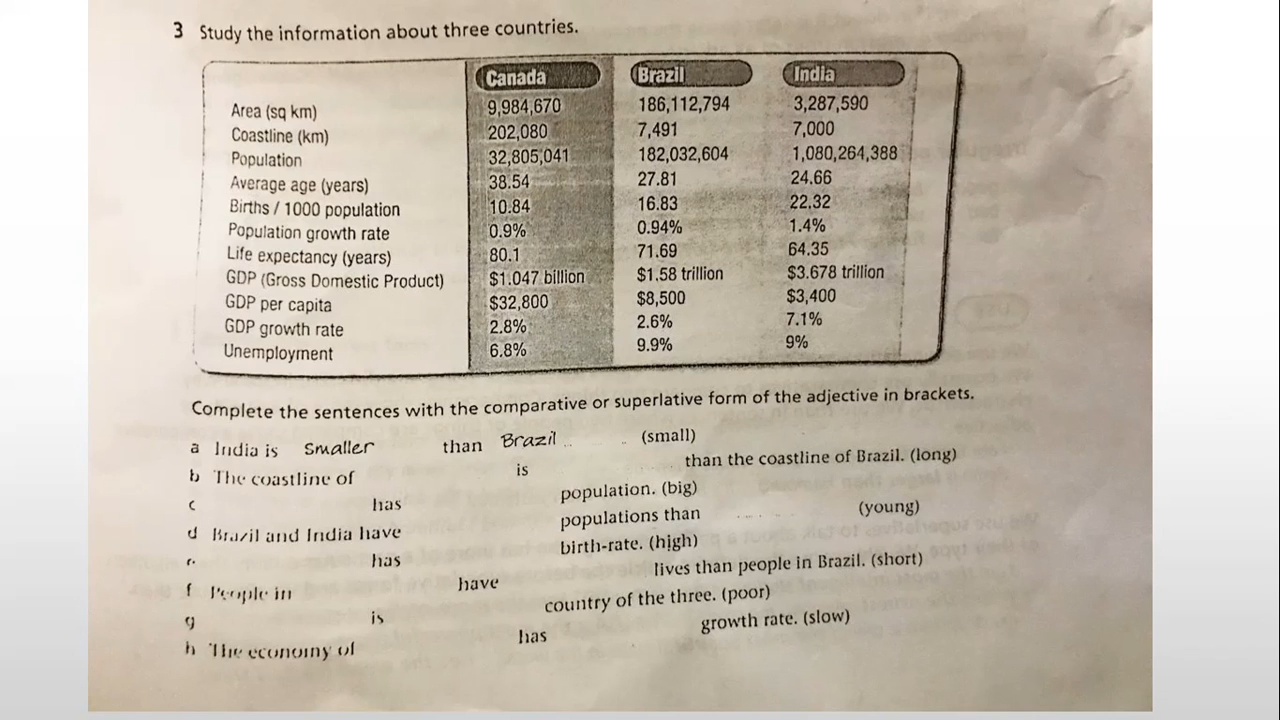 3 Study the information about three countries.
Canada Brazil India
Area (sq km) 9,984,670 186,112,794 3,287,590
Coastline (km) 202,080 7,491 7,000
Population 32,805,041 182,032,604 1,080,264,388
Average age (years) 38.54 27.81 24.66
Births / 1000 population 10.84 16.83 22.32
Population growth rate 0.9% 0.94% 1.4%
Life expectancy (years) 80.1 71.69 64.35
GDP (Gross Domestic Product) $1.047 billion $1.58 trillion $3.678 trillion
GDP per capita $32,800 $8,500 $3,400
GDP growth rate 2.8% 2.6% 7.1%
Unemployment 6.8% 9.9% 9%
Complete the sentences with the comparative or superlative form of the adjective in brackets.
a India is smaller than Brazil (small)
b The coastline of is than the coastline of Brazil. (long)
c has population. (big)
d Brazil and India have populations than (young)
e has birth-rate. (high)
f People in have lives than people in Brazil. (short)
g is country of the three. (poor)
h The economy of has growth rate. (slow)